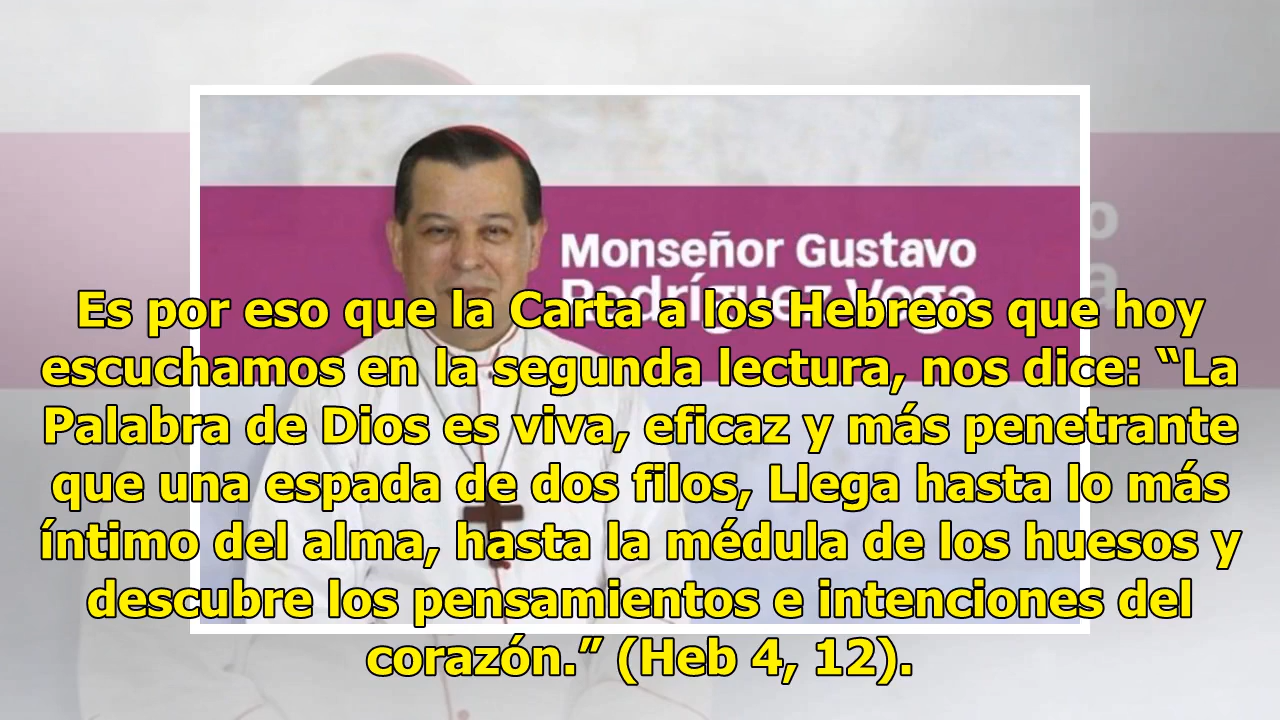 Monseñor Gustavo
Rodríguez Vega
Es por eso que la Carta a los Hebreos que hoy
escuchamos en la segunda lectura, nos dice: “La
Palabra de Dios es viva, eficaz y más penetrante
que una espada de dos filos, Llega hasta lo más
íntimo del alma, hasta la médula de los huesos y
descubre los pensamientos e intenciones del
corazón.” (Heb 4, 12).